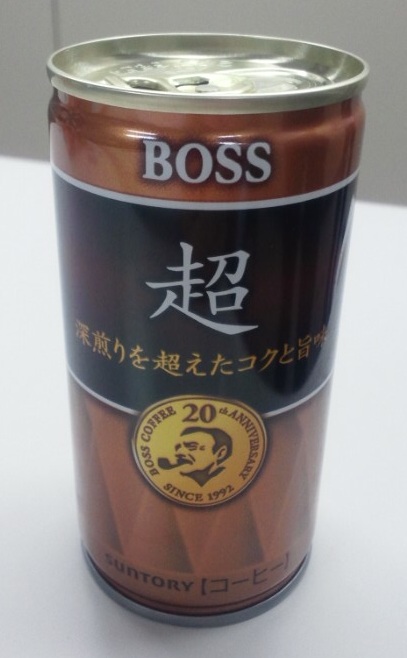 BOSS
超
深煎りを超えたコクと旨味
BOSS COFFEE 20th ANNIVERSARY
SINCE 1992
SUNTORY【コーヒー】